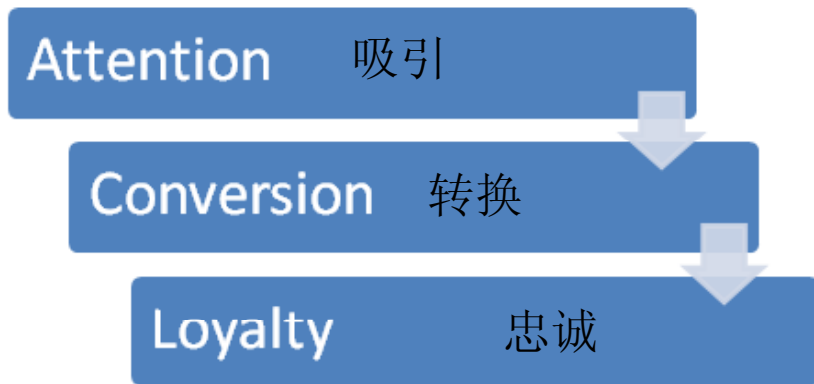 Attention 吸引
Conversion 转换
Loyalty 忠诚